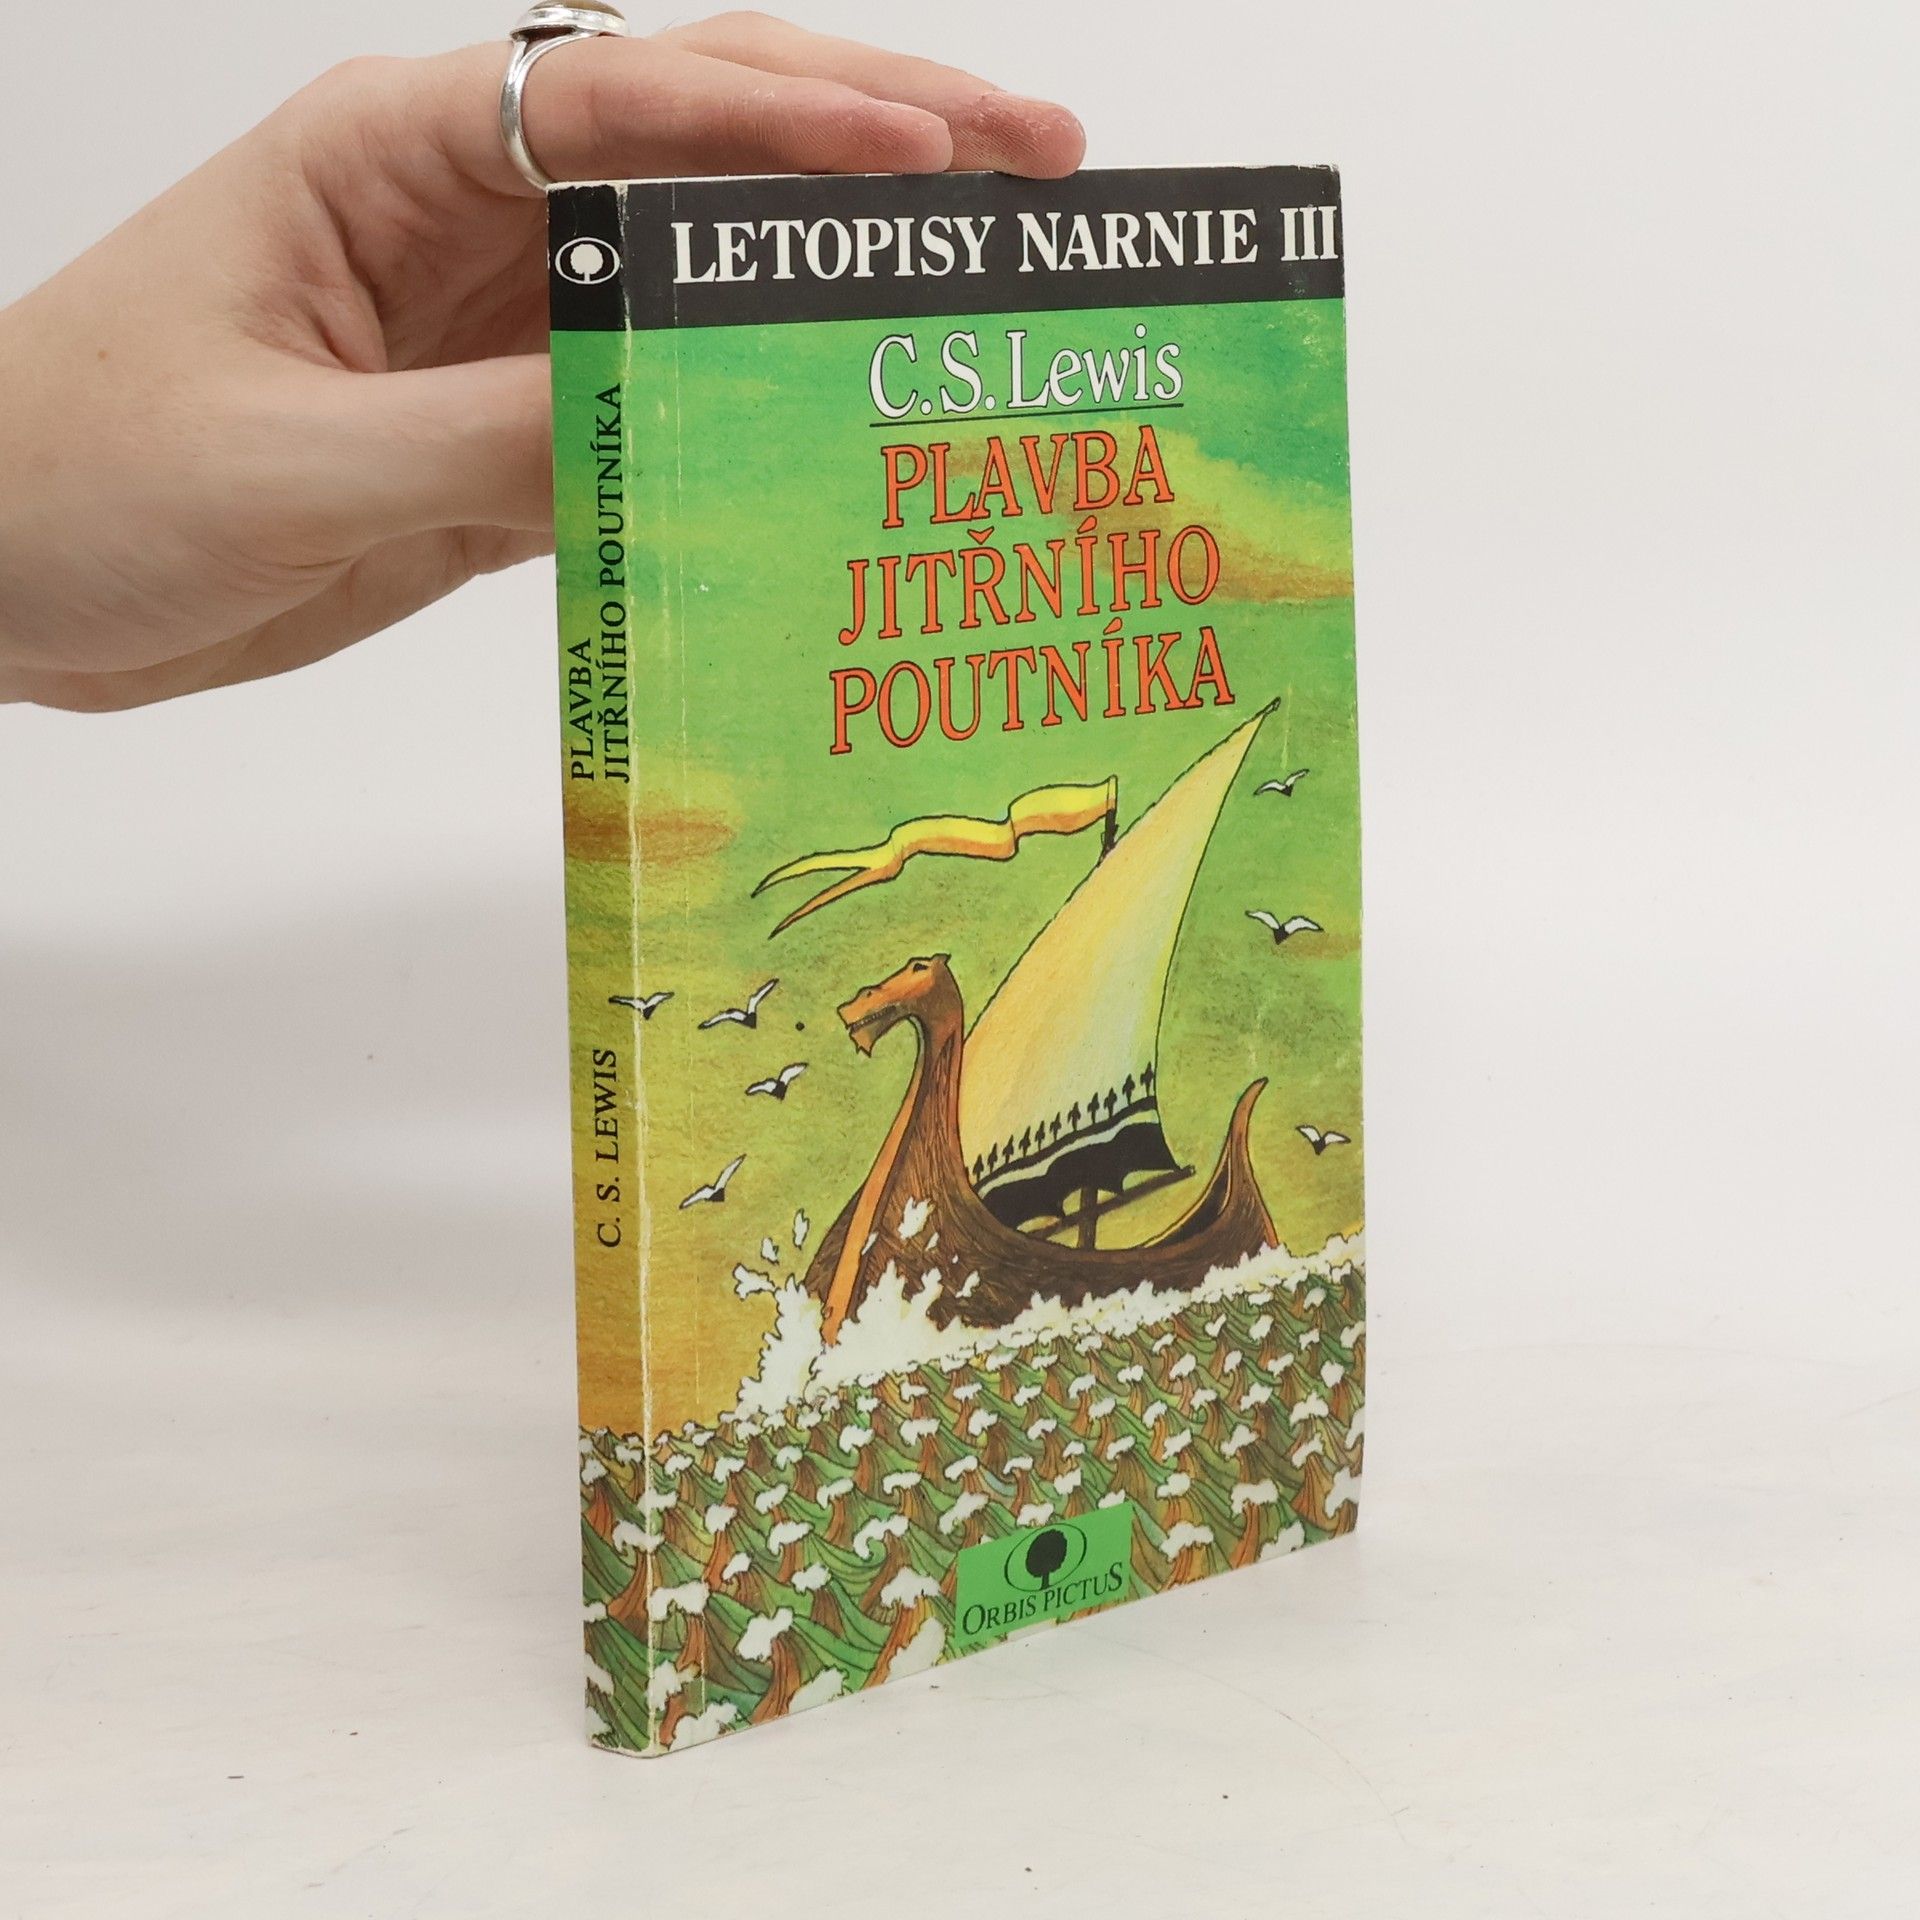 LETOPISY NARNIE III
C.S. Lewis
PLAVBA
JITŘNÍHO
POUTNÍKA
ORBIS PICTUS
PLAVBA
JITŘNÍHO POUTNÍKA
C. S. LEWIS